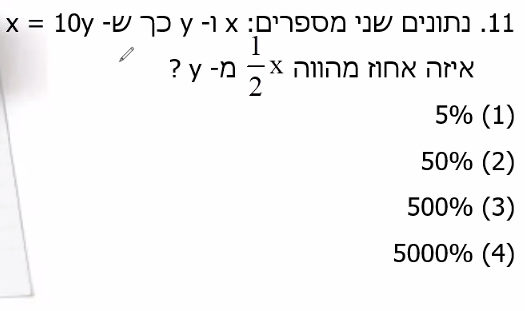 11. נתונים שני מספרים: x ו- y כך ש- x = 10y
איזה אחוז מהווה $\frac{1}{2}$x מ- y ?
(1) 5%
(2) 50%
(3) 500%
(4) 5000%